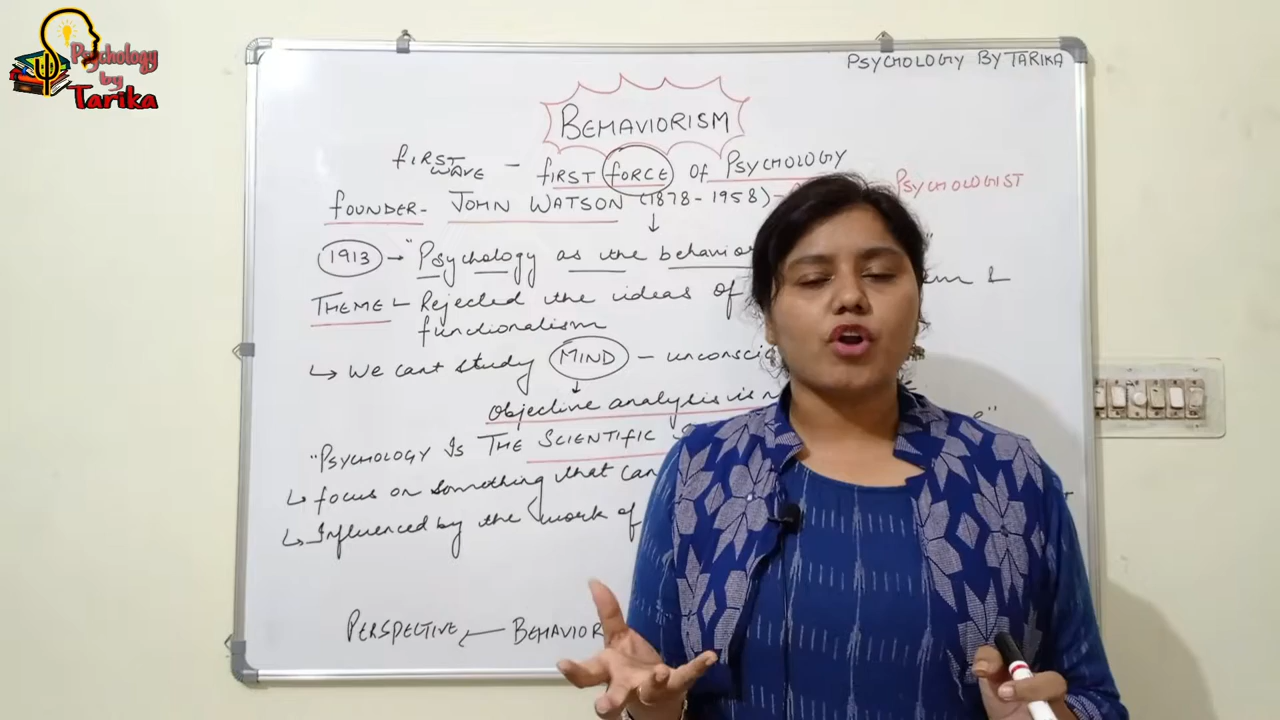 Psychology
by
Tarika
PSYCHOLOGY BY TARIKA
BEHAVIORISM
FIRST WAVE – FIRST FORCE OF PSYCHOLOGY
FOUNDER- JOHN WATSON (1878-1958)- PSYCHOLOGIST
1913 → "Psychology as the behavior
THEME - Rejected the ideas of &
functionalism
↳ We cant study MIND –
objective analysis is
"PSYCHOLOGY IS THE SCIENTIFIC
↳ focus on something that can
↳ Influenced by the work of
PERSPECTIVE ←